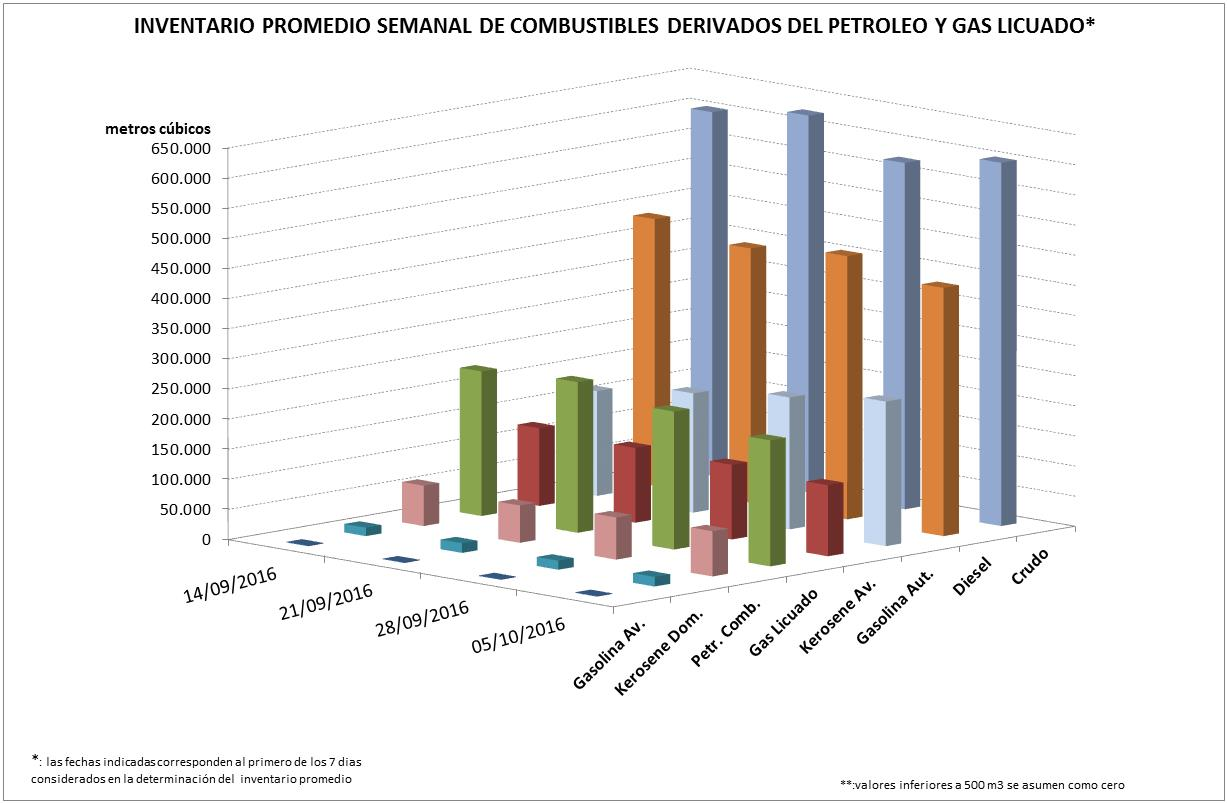 INVENTARIO PROMEDIO SEMANAL DE COMBUSTIBLES DERIVADOS DEL PETROLEO Y GAS LICUADO*
metros cúbicos
650.000
600.000
550.000
500.000
450.000
400.000
350.000
300.000
250.000
200.000
150.000
100.000
50.000
0
14/09/2016
21/09/2016
28/09/2016
05/10/2016
Gasolina Av.
Kerosene Dom.
Petr. Comb.
Gas Licuado
Kerosene Av.
Gasolina Aut.
Diesel
Crudo
*: las fechas indicadas corresponden al primero de los 7 dias
considerados en la determinación del inventario promedio
**:valores inferiores a 500 m3 se asumen como cero